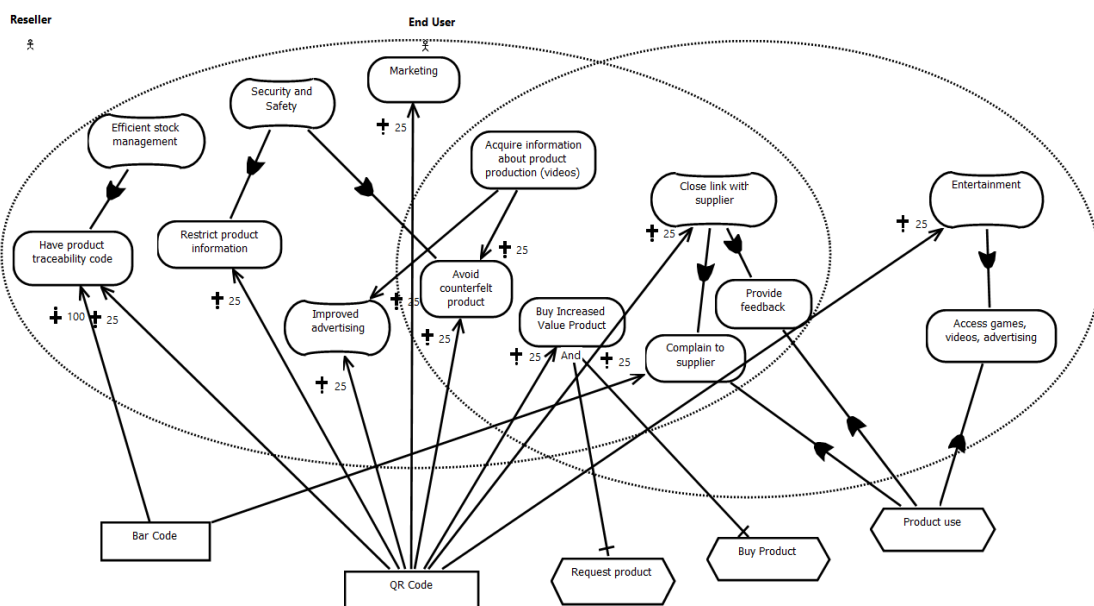 Reseller
End User
Marketing
25
Security and
Safety
Efficient stock
management
Acquire information
about product
production (videos)
Close link with
supplier
Entertainment
25
25
Have product
traceability code
Restrict product
information
25
Avoid
counterfelt
product
Provide
feedback
25
25
Improved
advertising
Buy Increased
Value Product
And
Access games,
videos, advertising
100
25
25
25
25
25
Complain to
supplier
Bar Code
QR Code
Request product
Buy Product
Product use